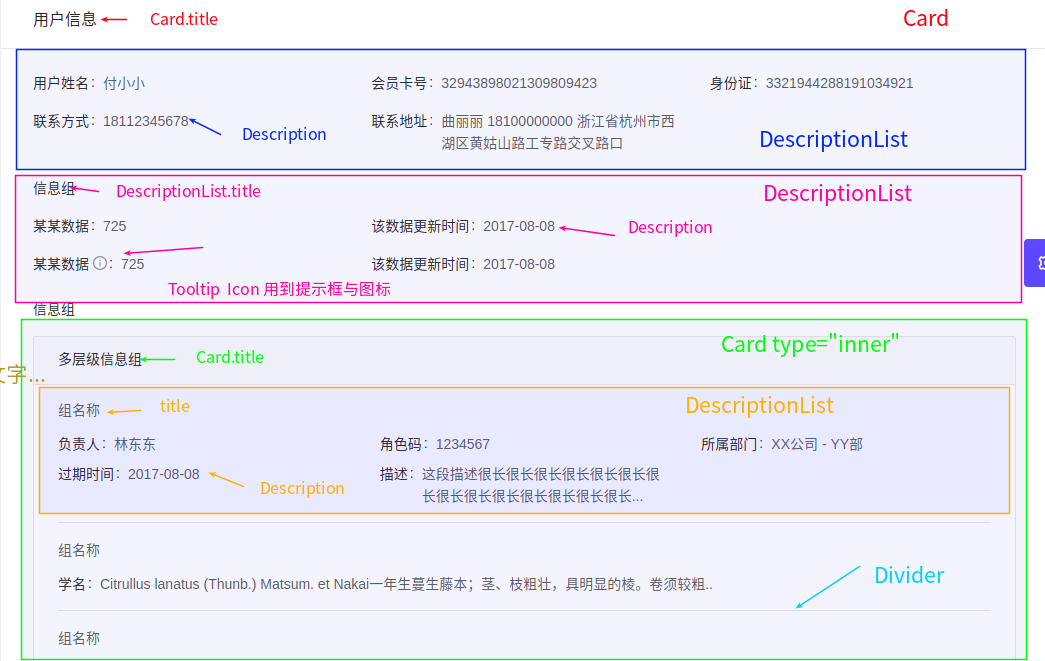 用户信息 Card.title Card
用户姓名：付小小 会员卡号：32943898021309809423 身份证：3321944288191034921
联系方式：18112345678 Description 联系地址：曲丽丽 18100000000 浙江省杭州市西
湖区黄姑山路工专路交叉路口 DescriptionList
信息组 DescriptionList.title DescriptionList
某某数据：725 该数据更新时间：2017-08-08 Description
某某数据 ：725 该数据更新时间：2017-08-08
Tooltip Icon 用到提示框与图标
信息组
Card type="inner"
多层级信息组 Card.title
文字...
组名称 title DescriptionList
负责人：林东东 角色码：1234567 所属部门：XX公司 - YY部
过期时间：2017-08-08 Description 描述：这段描述很长很长很长很长很长很长很
长很长很长很长很长很长很长很长...
组名称
学名：Citrullus lanatus (Thunb.) Matsum. et Nakai一年生蔓生藤本；茎、枝粗壮，具明显的棱。卷须较粗..
Divider
组名称